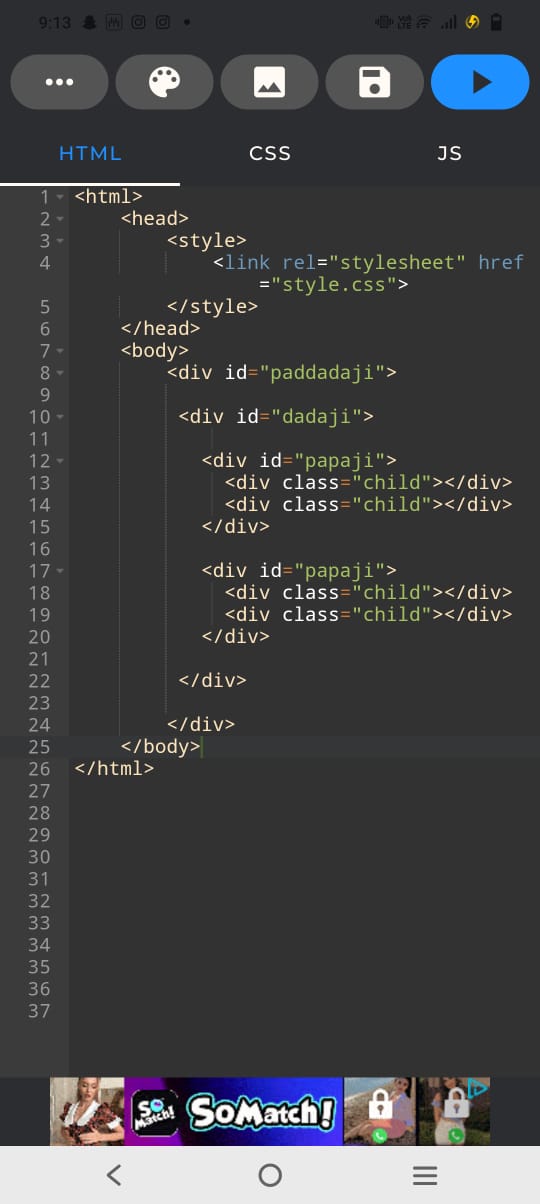 9:13
VoW
LTE
HTML CSS JS
1 <html>
2 <head>
3 <style>
4 <link rel="stylesheet" href
="style.css">
5 </style>
6 </head>
7 <body>
8 <div id="paddadaji">
9
10 <div id="dadaji">
11
12 <div id="papaji">
13 <div class="child"></div>
14 <div class="child"></div>
15 </div>
16
17 <div id="papaji">
18 <div class="child"></div>
19 <div class="child"></div>
20 </div>
21
22 </div>
23
24 </div>
25 </body>
26 </html>
27
28
29
30
31
32
33
34
35
36
37
So Match!
SoMatch!